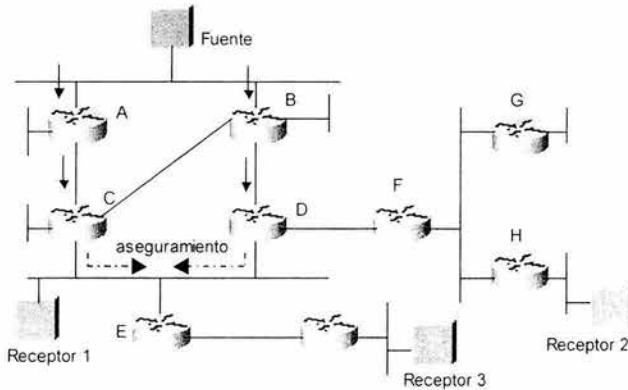 Fuente
A
B
G
C
D
F
aseguramiento
H
E
Receptor 1
Receptor 3
Receptor 2